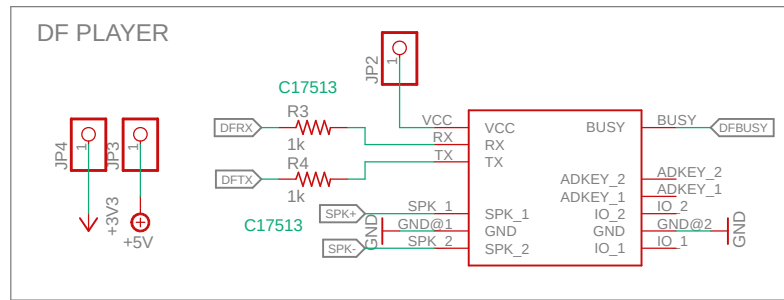 DF PLAYER
JP2
1
C17513
R3
1k
DFRX
VCC
RX
TX
VCC
RX
TX
BUSY
BUSY
DFBUSY
JP4
1
JP3
1
+3V3
+5V
R4
1k
DFTX
C17513
ADKEY_2
ADKEY_1
IO_2
GND
IO_1
ADKEY_2
ADKEY_1
IO_2
GND@2
IO_1
GND
SPK+
SPK-
GND
SPK_1
GND@1
SPK_2
SPK_1
GND
SPK_2